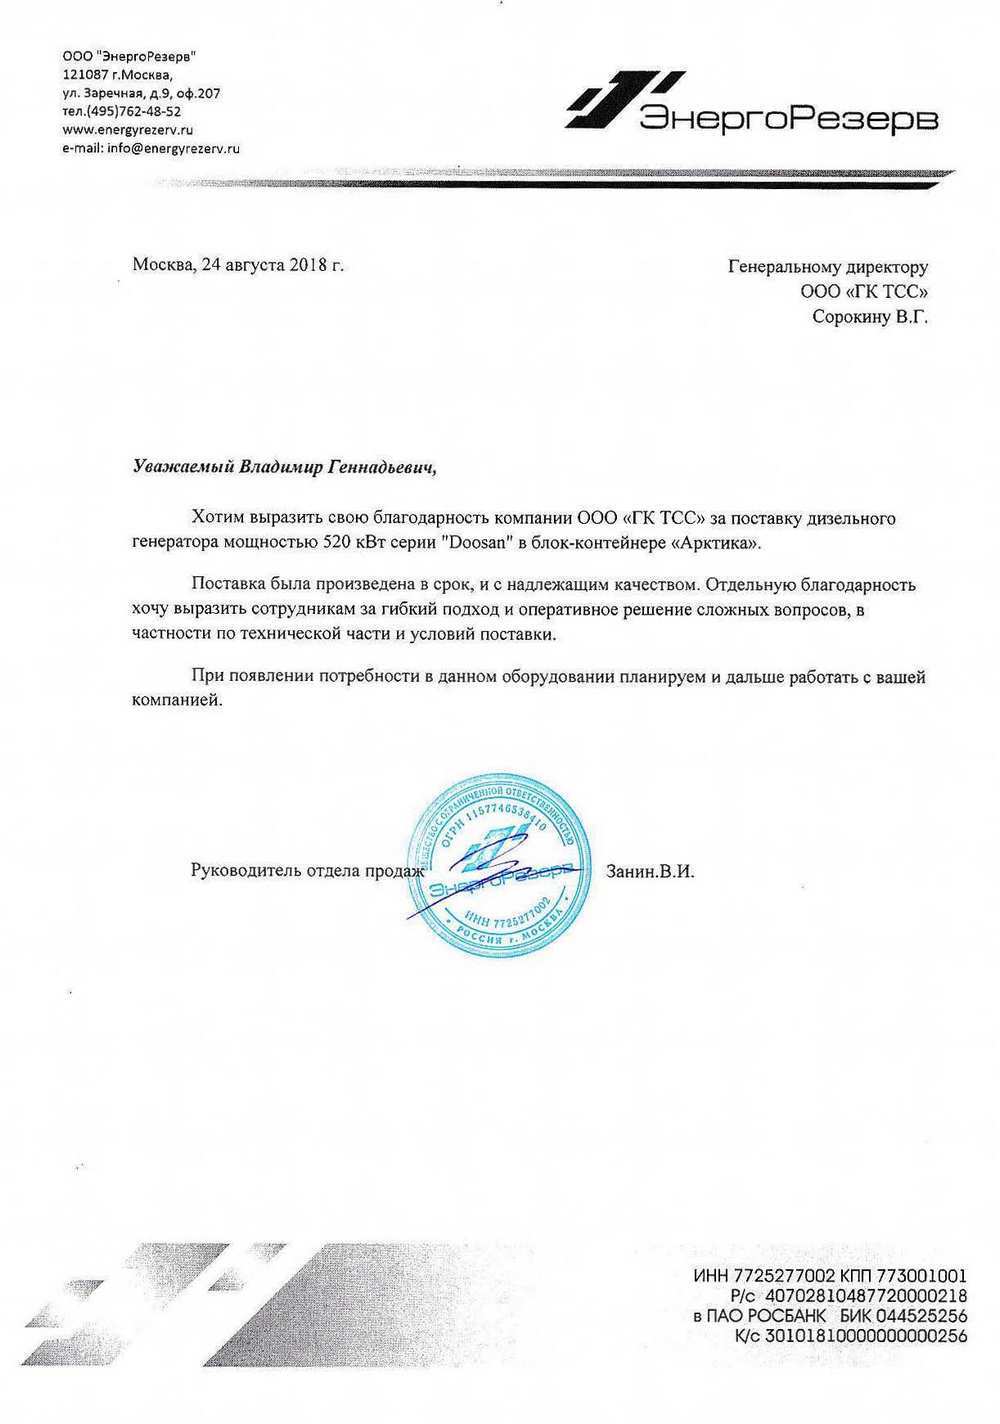 ООО "ЭнергоРезерв"
121087 г.Москва,
ул. Заречная, д.9, оф.207
тел.(495)762-48-52
www.energyrezerv.ru
e-mail: info@energyrezerv.ru
ЭнергоРезерв
Москва, 24 августа 2018 г.
Генеральному директору
ООО «ГК ТСС»
Сорокину В.Г.
Уважаемый Владимир Геннадьевич,
Хотим выразить свою благодарность компании ООО «ГК ТСС» за поставку дизельного
генератора мощностью 520 кВт серии "Doosan" в блок-контейнере «Арктика».
Поставка была произведена в срок, и с надлежащим качеством. Отдельную благодарность
хочу выразить сотрудникам за гибкий подход и оперативное решение сложных вопросов, в
частности по технической части и условий поставки.
При появлении потребности в данном оборудовании планируем и дальше работать с вашей
компанией.
Руководитель отдела продаж
Занин.В.И.
ОБЩЕСТВО С ОГРАНИЧЕННОЙ ОТВЕТСТВЕННОСТЬЮ
ОГРН 1157746538410
ЭнергоРезерв
ИНН 7725277002
• РОССИЯ г. МОСКВА •
ИНН 7725277002 КПП 773001001
Р/с 40702810487720000218
в ПАО РОСБАНК БИК 044525256
К/с 30101810000000000256